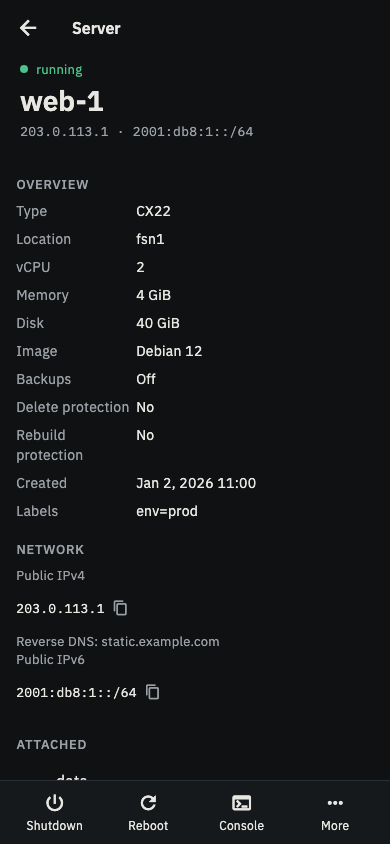 Server
running
web-1
203.0.113.1 · 2001:db8:1::/64
OVERVIEW
Type CX22
Location fsn1
vCPU 2
Memory 4 GiB
Disk 40 GiB
Image Debian 12
Backups Off
Delete protection No
Rebuild protection No
Created Jan 2, 2026 11:00
Labels env=prod
NETWORK
Public IPv4
203.0.113.1
Reverse DNS: static.example.com
Public IPv6
2001:db8:1::/64
ATTACHED
Shutdown Reboot Console More